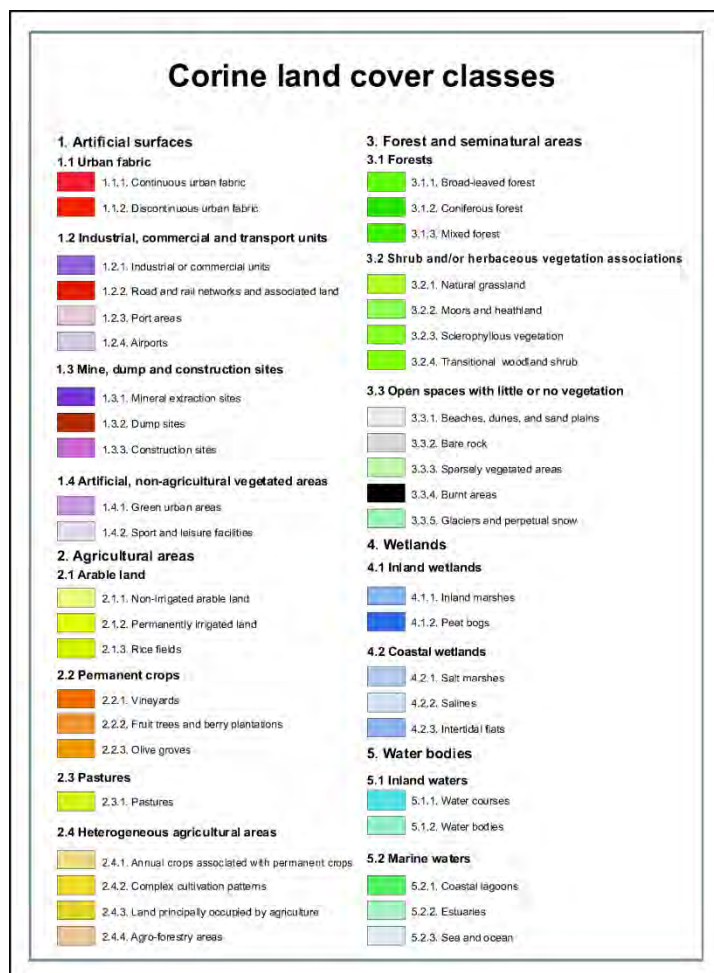 Corine land cover classes
1. Artificial surfaces
1.1 Urban fabric
1.1.1. Continuous urban fabric
1.1.2. Discontinuous urban fabric
1.2 Industrial, commercial and transport units
1.2.1. Industrial or commercial units
1.2.2. Road and rail networks and associated land
1.2.3. Port areas
1.2.4. Airports
1.3 Mine, dump and construction sites
1.3.1. Mineral extraction sites
1.3.2. Dump sites
1.3.3. Construction sites
1.4 Artificial, non-agricultural vegetated areas
1.4.1. Green urban areas
1.4.2. Sport and leisure facilities
2. Agricultural areas
2.1 Arable land
2.1.1. Non-irrigated arable land
2.1.2. Permanently irrigated land
2.1.3. Rice fields
2.2 Permanent crops
2.2.1. Vineyards
2.2.2. Fruit trees and berry plantations
2.2.3. Olive groves
2.3 Pastures
2.3.1. Pastures
2.4 Heterogeneous agricultural areas
2.4.1. Annual crops associated with permanent crops
2.4.2. Complex cultivation patterns
2.4.3. Land principally occupied by agriculture
2.4.4. Agro-forestry areas
3. Forest and seminatural areas
3.1 Forests
3.1.1. Broad-leaved forest
3.1.2. Coniferous forest
3.1.3. Mixed forest
3.2 Shrub and/or herbaceous vegetation associations
3.2.1. Natural grassland
3.2.2. Moors and heathland
3.2.3. Sclerophyllous vegetation
3.2.4. Transitional woodland shrub
3.3 Open spaces with little or no vegetation
3.3.1. Beaches, dunes, and sand plains
3.3.2. Bare rock
3.3.3. Sparsely vegetated areas
3.3.4. Burnt areas
3.3.5. Glaciers and perpetual snow
4. Wetlands
4.1 Inland wetlands
4.1.1. Inland marshes
4.1.2. Peat bogs
4.2 Coastal wetlands
4.2.1. Salt marshes
4.2.2. Salines
4.2.3. Intertidal flats
5. Water bodies
5.1 Inland waters
5.1.1. Water courses
5.1.2. Water bodies
5.2 Marine waters
5.2.1. Coastal lagoons
5.2.2. Estuaries
5.2.3. Sea and ocean